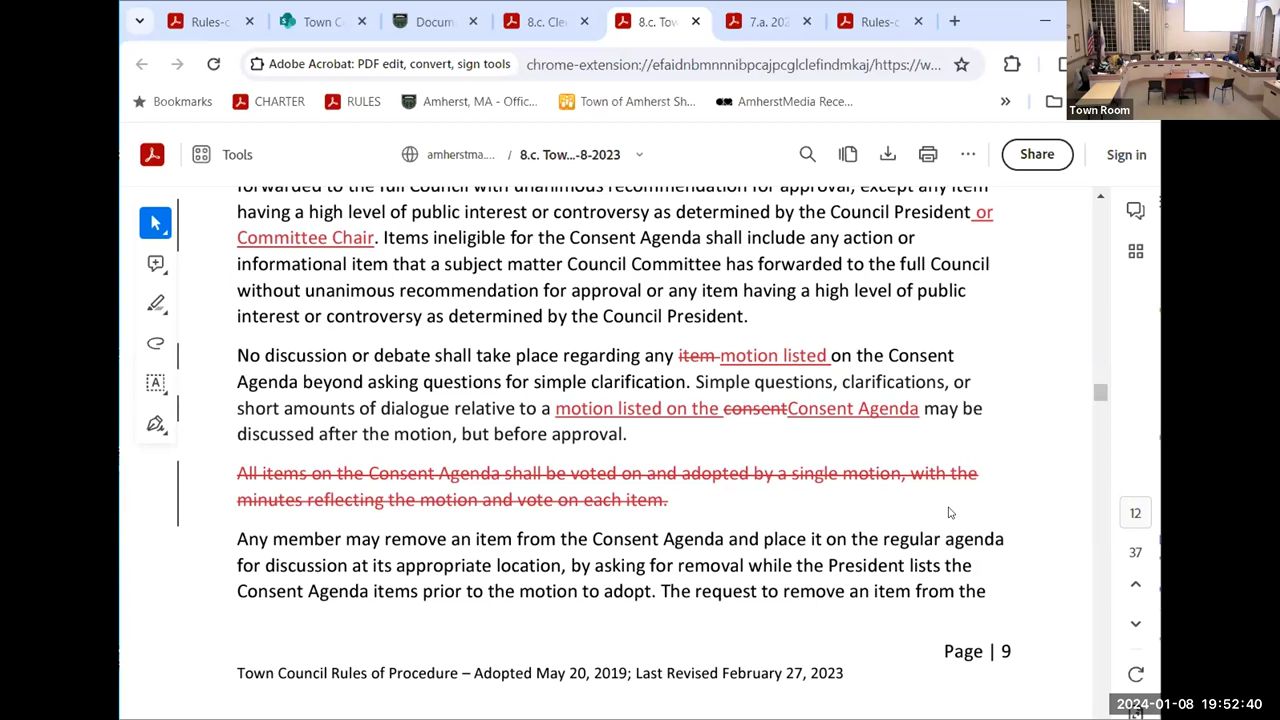 Rules-c
Town C
Docum
8.c. Cle
8.c. Tow
7.a. 202
Rules-c
Adobe Acrobat: PDF edit, convert, sign tools
chrome-extension://efaidnbmnnnibpcajpcglclefindmkaj/https://w...
Bookmarks
CHARTER
RULES
Amherst, MA - Offic...
Town of Amherst Sh...
AmherstMedia Rece...
Town Room
Tools
amherstma.... / 8.c. Tow...-8-2023
Share
Sign in
forwarded to the full Council with unanimous recommendation for approval, except any item
having a high level of public interest or controversy as determined by the Council President or
Committee Chair. Items ineligible for the Consent Agenda shall include any action or
informational item that a subject matter Council Committee has forwarded to the full Council
without unanimous recommendation for approval or any item having a high level of public
interest or controversy as determined by the Council President.
No discussion or debate shall take place regarding any item motion listed on the Consent
Agenda beyond asking questions for simple clarification. Simple questions, clarifications, or
short amounts of dialogue relative to a motion listed on the consentConsent Agenda may be
discussed after the motion, but before approval.
All items on the Consent Agenda shall be voted on and adopted by a single motion, with the
minutes reflecting the motion and vote on each item.
Any member may remove an item from the Consent Agenda and place it on the regular agenda
for discussion at its appropriate location, by asking for removal while the President lists the
Consent Agenda items prior to the motion to adopt. The request to remove an item from the
Page | 9
Town Council Rules of Procedure – Adopted May 20, 2019; Last Revised February 27, 2023
12
37
2024-01-08 19:52:40